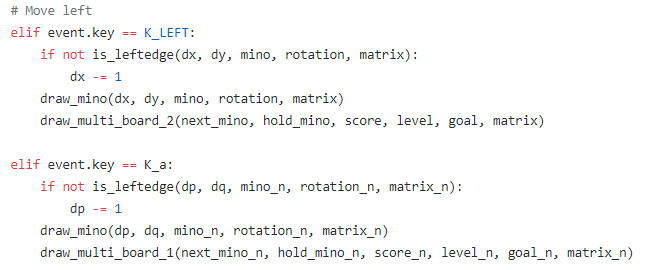 # Move left
elif event.key == K_LEFT:
    if not is_leftedge(dx, dy, mino, rotation, matrix):
        dx -= 1
    draw_mino(dx, dy, mino, rotation, matrix)
    draw_multi_board_2(next_mino, hold_mino, score, level, goal, matrix)

elif event.key == K_a:
    if not is_leftedge(dp, dq, mino_n, rotation_n, matrix_n):
        dp -= 1
    draw_mino(dp, dq, mino_n, rotation_n, matrix_n)
    draw_multi_board_1(next_mino_n, hold_mino_n, score_n, level_n, goal_n, matrix_n)